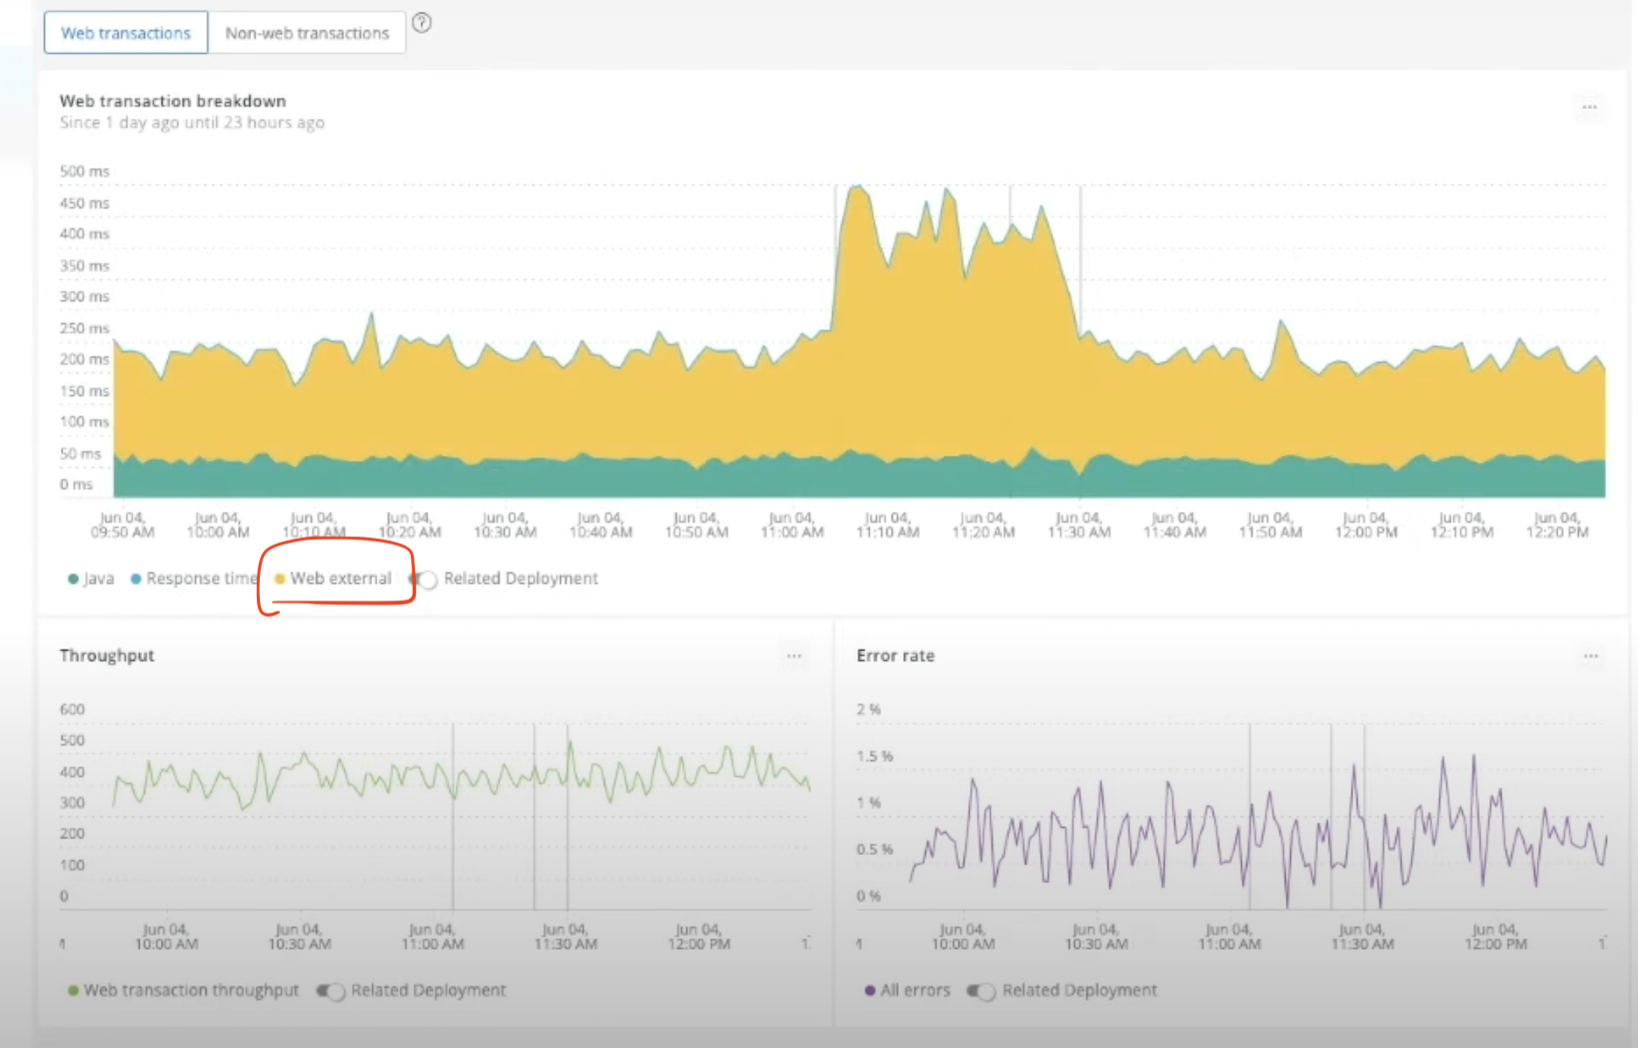 Web transactions
Non-web transactions
?
Web transaction breakdown
Since 1 day ago until 23 hours ago
...
500 ms
450 ms
400 ms
350 ms
300 ms
250 ms
200 ms
150 ms
100 ms
50 ms
0 ms
Jun 04, 09:50 AM
Jun 04, 10:00 AM
Jun 04, 10:10 AM
Jun 04, 10:20 AM
Jun 04, 10:30 AM
Jun 04, 10:40 AM
Jun 04, 10:50 AM
Jun 04, 11:00 AM
Jun 04, 11:10 AM
Jun 04, 11:20 AM
Jun 04, 11:30 AM
Jun 04, 11:40 AM
Jun 04, 11:50 AM
Jun 04, 12:00 PM
Jun 04, 12:10 PM
Jun 04, 12:20 PM
Java
Response time
Web external
Related Deployment
Throughput
...
600
500
400
300
200
100
0
Jun 04, 10:00 AM
Jun 04, 10:30 AM
Jun 04, 11:00 AM
Jun 04, 11:30 AM
Jun 04, 12:00 PM
Web transaction throughput
Related Deployment
Error rate
...
2 %
1.5 %
1 %
0.5 %
0 %
Jun 04, 10:00 AM
Jun 04, 10:30 AM
Jun 04, 11:00 AM
Jun 04, 11:30 AM
Jun 04, 12:00 PM
All errors
Related Deployment